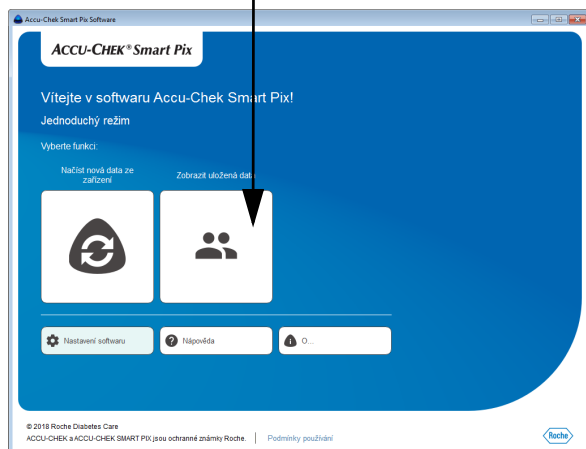 Accu-Chek Smart Pix Software
ACCU-CHEK® Smart Pix
Vítejte v softwaru Accu-Chek Smart Pix!
Jednoduchý režim
Vyberte funkci:
Načíst nová data ze
zařízení
Zobrazit uložená data
Nastavení softwaru
Nápověda
O...
© 2018 Roche Diabetes Care
ACCU-CHEK a ACCU-CHEK SMART PIX jsou ochranné známky Roche.
Podmínky používání
Roche